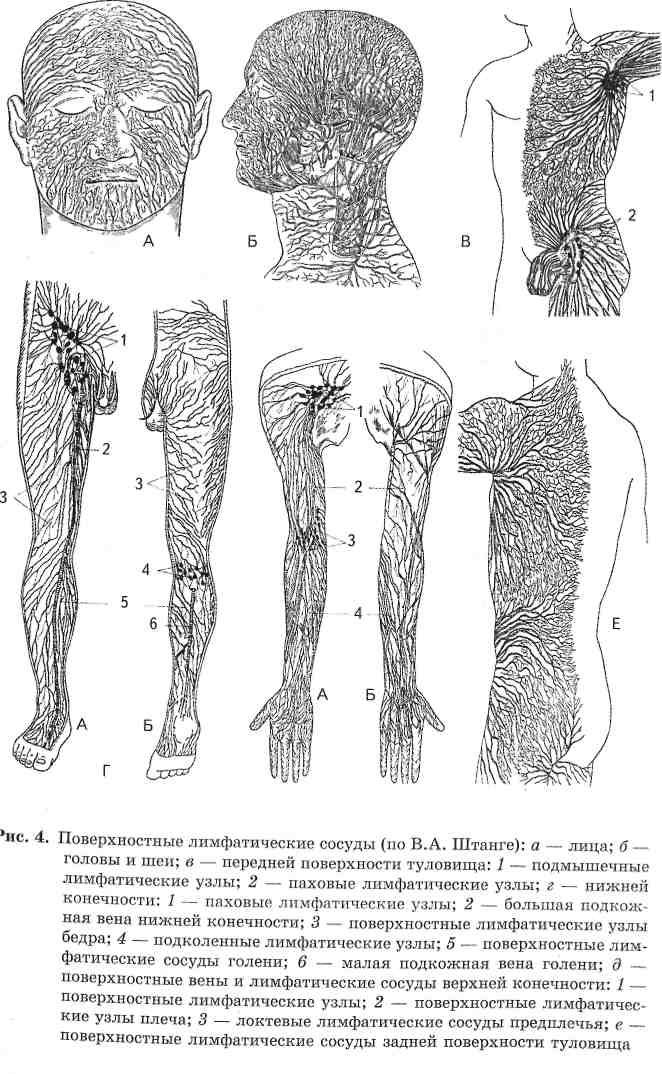 А
Б
В
1
2
1
2
3
3
4
5
6
А
Б
Г
1
2
3
4
А
Б
Е
Рис. 4. Поверхностные лимфатические сосуды (по В.А. Штанге): а — лица; б —
головы и шеи; в — передней поверхности туловища: 1 — подмышечные
лимфатические узлы; 2 — паховые лимфатические узлы; г — нижней
конечности: 1 — паховые лимфатические узлы; 2 — большая подкож-
ная вена нижней конечности; 3 — поверхностные лимфатические узлы
бедра; 4 — подколенные лимфатические узлы; 5 — поверхностные лим-
фатические сосуды голени; 6 — малая подкожная вена голени; д —
поверхностные вены и лимфатические сосуды верхней конечности: 1 —
поверхностные лимфатические узлы; 2 — поверхностные лимфатичес-
кие узлы плеча; 3 — локтевые лимфатические сосуды предплечья; е —
поверхностные лимфатические сосуды задней поверхности туловища